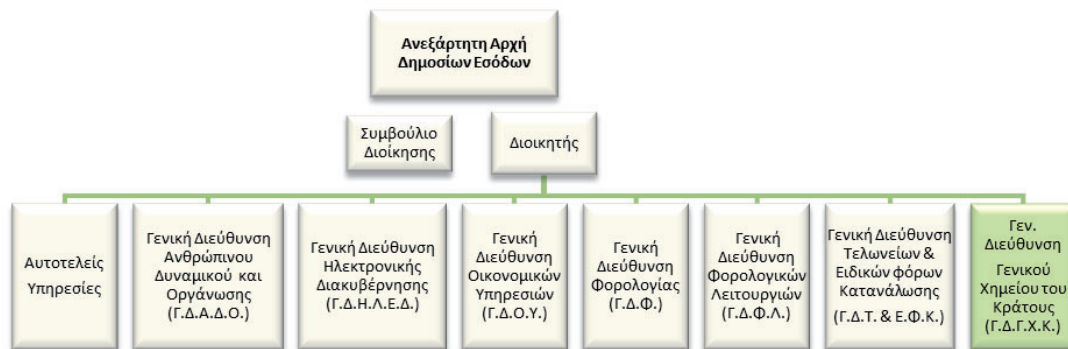 Ανεξάρτητη Αρχή
Δημοσίων Εσόδων
Συμβούλιο
Διοίκησης
Διοικητής
Αυτοτελείς
Υπηρεσίες
Γενική Διεύθυνση
Ανθρώπινου
Δυναμικού και
Οργάνωσης
(Γ.Δ.Α.Δ.Ο.)
Γενική Διεύθυνση
Ηλεκτρονικής
Διακυβέρνησης
(Γ.Δ.Η.Λ.Ε.Δ.)
Γενική
Διεύθυνση
Οικονομικών
Υπηρεσιών
(Γ.Δ.Ο.Υ.)
Γενική
Διεύθυνση
Φορολογίας
(Γ.Δ.Φ.)
Γενική
Διεύθυνση
Φορολογικών
Λειτουργιών
(Γ.Δ.Φ.Λ.)
Γενική Διεύθυνση
Τελωνείων &
Ειδικών φόρων
Κατανάλωσης
(Γ.Δ.Τ. & Ε.Φ.Κ.)
Γεν.
Διεύθυνση
Γενικού
Χημείου του
Κράτους
(Γ.Δ.Γ.Χ.Κ.)